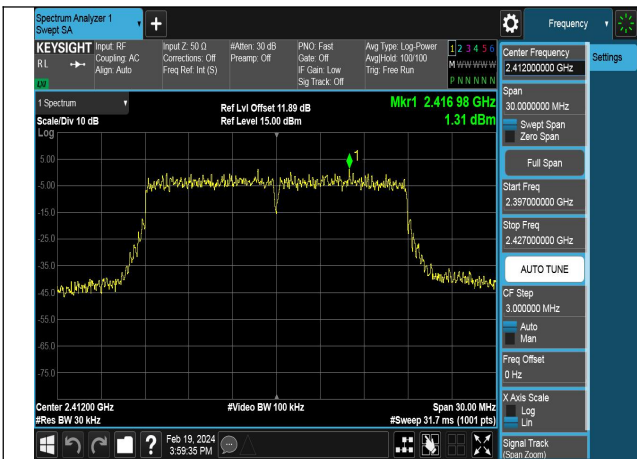 Spectrum Analyzer 1
Swept SA
Frequency
KEYSIGHT
RL
Input: RF
Coupling: AC
Align: Auto
Input Z: 50 Ω
Corrections: Off
Freq Ref: Int (S)
#Atten: 30 dB
Preamp: Off
PNO: Fast
Gate: Off
IF Gain: Low
Sig Track: Off
Avg Type: Log-Power
Avg|Hold: 100/100
Trig: Free Run
1 2 3 4 5 6
M W W W W W
P N N N N N
LXI
1 Spectrum
Scale/Div 10 dB
Log
Ref Lvl Offset 11.89 dB
Ref Level 15.00 dBm
Mkr1 2.416 98 GHz
1.31 dBm
1
5.00
-5.00
-15.0
-25.0
-35.0
-45.0
-55.0
-65.0
-75.0
Center 2.41200 GHz
#Res BW 30 kHz
#Video BW 100 kHz
Span 30.00 MHz
#Sweep 31.7 ms (1001 pts)
Feb 19, 2024
3:59:35 PM
Center Frequency
2.412000000 GHz
Span
30.0000000 MHz
Swept Span
Zero Span
Full Span
Start Freq
2.397000000 GHz
Stop Freq
2.427000000 GHz
AUTO TUNE
CF Step
3.000000 MHz
Auto
Man
Freq Offset
0 Hz
X Axis Scale
Log
Lin
Signal Track
(Span Zoom)
Settings